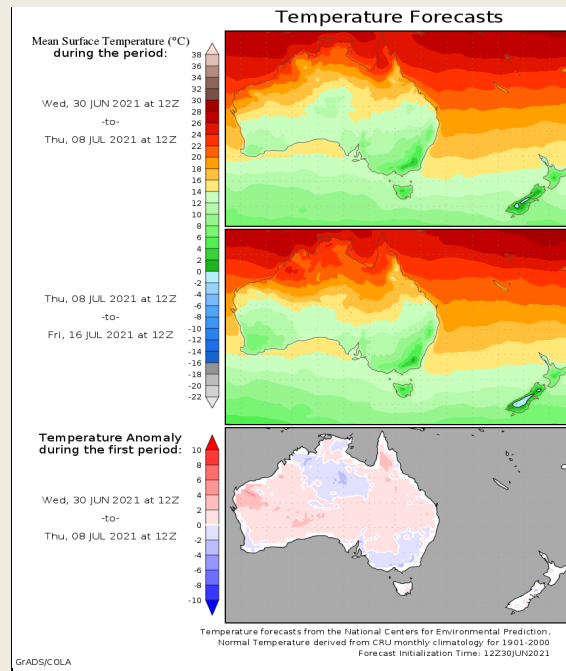 Temperature Forecasts
Mean Surface Temperature (°C)
during the period:
Wed, 30 JUN 2021 at 12Z
-to-
Thu, 08 JUL 2021 at 12Z
38
36
34
32
30
28
26
24
22
20
18
16
14
12
10
8
6
4
2
0
-2
-4
-6
-8
-10
-12
-14
-16
-18
-20
-22
Thu, 08 JUL 2021 at 12Z
-to-
Fri, 16 JUL 2021 at 12Z
Temperature Anomaly
during the first period:
Wed, 30 JUN 2021 at 12Z
-to-
Thu, 08 JUL 2021 at 12Z
10
8
6
4
2
0
-2
-4
-6
-8
-10
Temperature forecasts from the National Centers for Environmental Prediction.
Normal Temperature derived from CRU monthly climatology for 1901-2000
Forecast Initialization Time: 12Z30JUN2021
GrADS/COLA